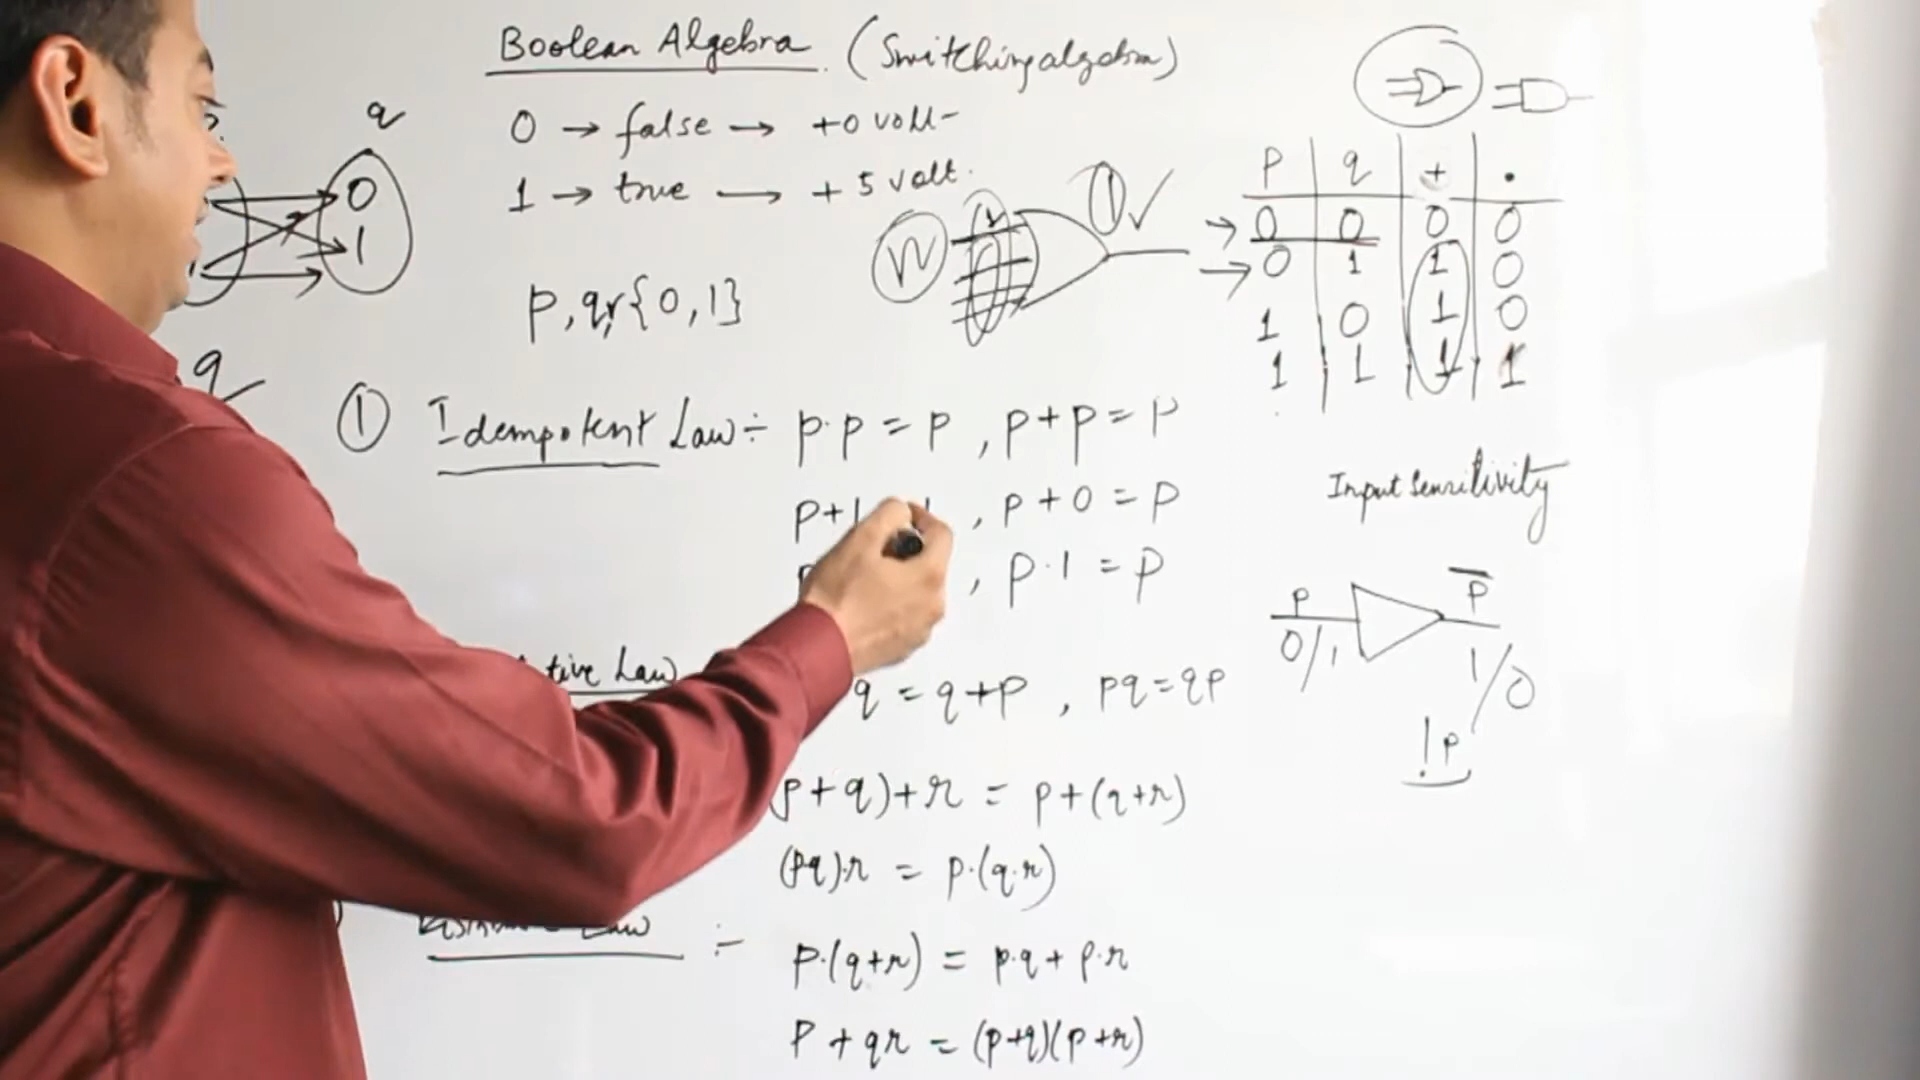 Boolean Algebra (Switching algebra)
0 → false → +0 volt
1 → true → + 5 volt.
q
0
1
p, q, r {0, 1}
N
1 ✓
p q + .
→ 0 0 0 0
→ 0 1 1 0
1 0 1 0
1 1 1 1
q
① Idempotent Law ÷ p·p = p , p+p = p
p+1 1 , p+0 = p
p , p·1 = p
Input Sensitivity
p p̅
0/1 1/0
!p
tive Law q = q+p , pq = qp
p+q)+r = p+(q+r)
(pq)·r = p·(q·r)
Law ÷ p·(q+r) = p·q + p·r
P + qr = (p+q)(p+r)